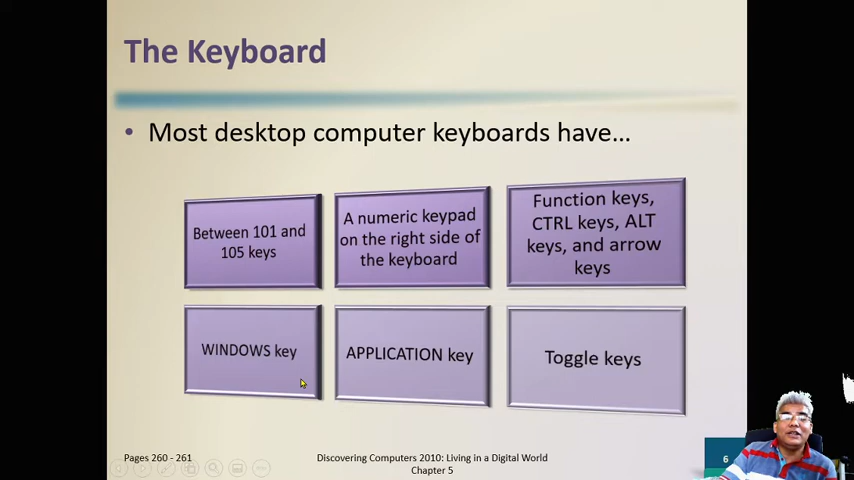 The Keyboard
• Most desktop computer keyboards have…
Between 101 and
105 keys
A numeric keypad
on the right side of
the keyboard
Function keys,
CTRL keys, ALT
keys, and arrow
keys
WINDOWS key
APPLICATION key
Toggle keys
Pages 260 - 261
Discovering Computers 2010: Living in a Digital World
Chapter 5
6